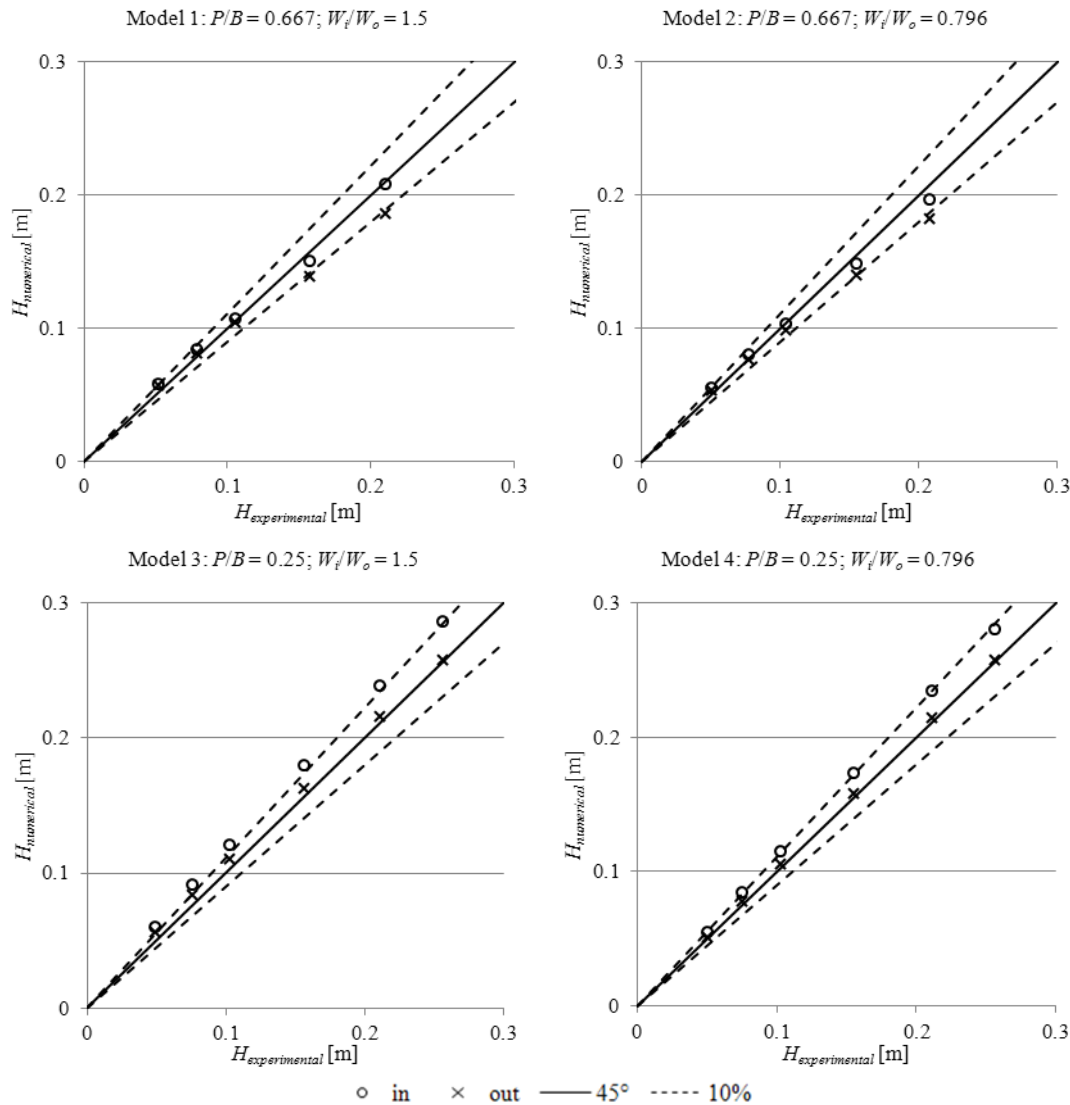 Model 1: P/B = 0.667; Wi/Wo = 1.5
Model 2: P/B = 0.667; Wi/Wo = 0.796
0.3
0.2
0.1
0
Hnumerical [m]
0
0.1
0.2
0.3
Hexperimental [m]
0.3
0.2
0.1
0
Hnumerical [m]
0
0.1
0.2
0.3
Hexperimental [m]
Model 3: P/B = 0.25; Wi/Wo = 1.5
Model 4: P/B = 0.25; Wi/Wo = 0.796
0.3
0.2
0.1
0
Hnumerical [m]
0
0.1
0.2
0.3
Hexperimental [m]
0.3
0.2
0.1
0
Hnumerical [m]
0
0.1
0.2
0.3
Hexperimental [m]
in out 45° 10%